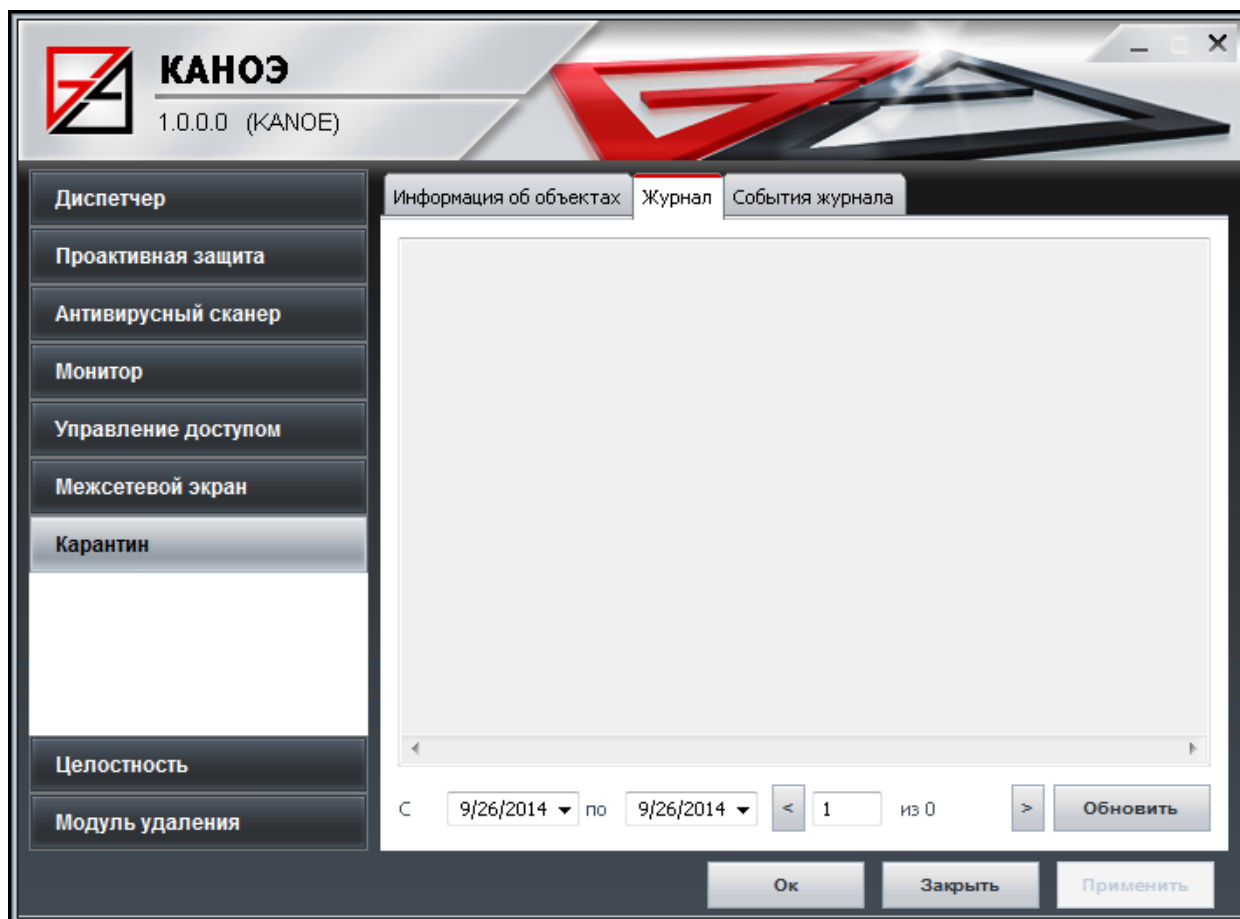 КАНОЭ
1.0.0.0 (KANOE)
Диспетчер
Проактивная защита
Антивирусный сканер
Монитор
Управление доступом
Межсетевой экран
Карантин
Целостность
Модуль удаления
Информация об объектах Журнал События журнала
С 9/26/2014 по 9/26/2014 < 1 из 0 > Обновить
Ок Закрыть Применить